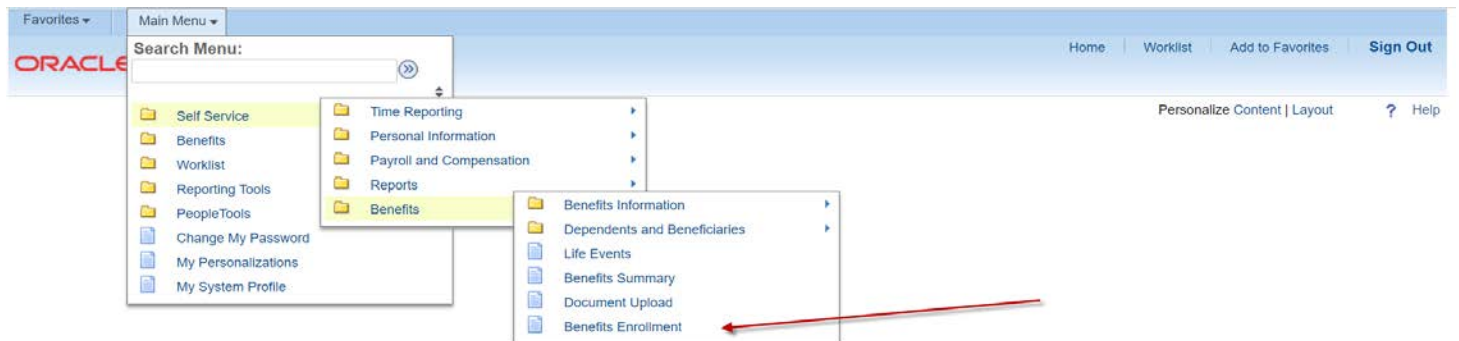 Favorites Main Menu
Search Menu:
ORACLE
Home Worklist Add to Favorites Sign Out
Personalize Content | Layout ? Help
Self Service
Benefits
Worklist
Reporting Tools
PeopleTools
Change My Password
My Personalizations
My System Profile
Time Reporting
Personal Information
Payroll and Compensation
Reports
Benefits
Benefits Information
Dependents and Beneficiaries
Life Events
Benefits Summary
Document Upload
Benefits Enrollment